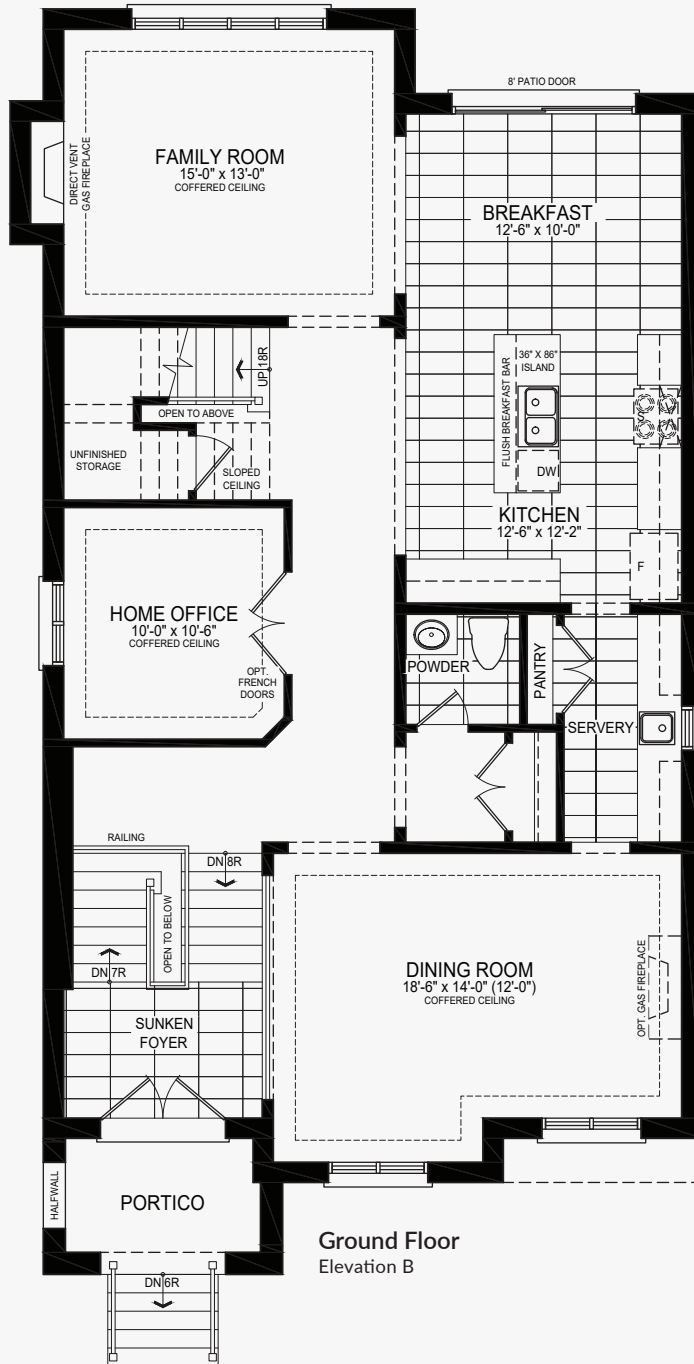 8' PATIO DOOR
FAMILY ROOM
15'-0" x 13'-0"
COFFERED CEILING
DIRECT VENT
GAS FIREPLACE
BREAKFAST
12'-6" x 10'-0"
UP 18R
OPEN TO ABOVE
UNFINISHED
STORAGE
SLOPED
CEILING
36" X 86"
ISLAND
FLUSH BREAKFAST BAR
DW
S
KITCHEN
12'-6" x 12'-2"
F
HOME OFFICE
10'-0" x 10'-6"
COFFERED CEILING
OPT.
FRENCH
DOORS
POWDER
PANTRY
SERVERY
RAILING
DN 8R
OPEN TO BELOW
DN 7R
SUNKEN
FOYER
DINING ROOM
18'-6" x 14'-0" (12'-0")
COFFERED CEILING
OPT. GAS FIREPLACE
HALFWALL
PORTICO
DN 6R
Ground Floor
Elevation B